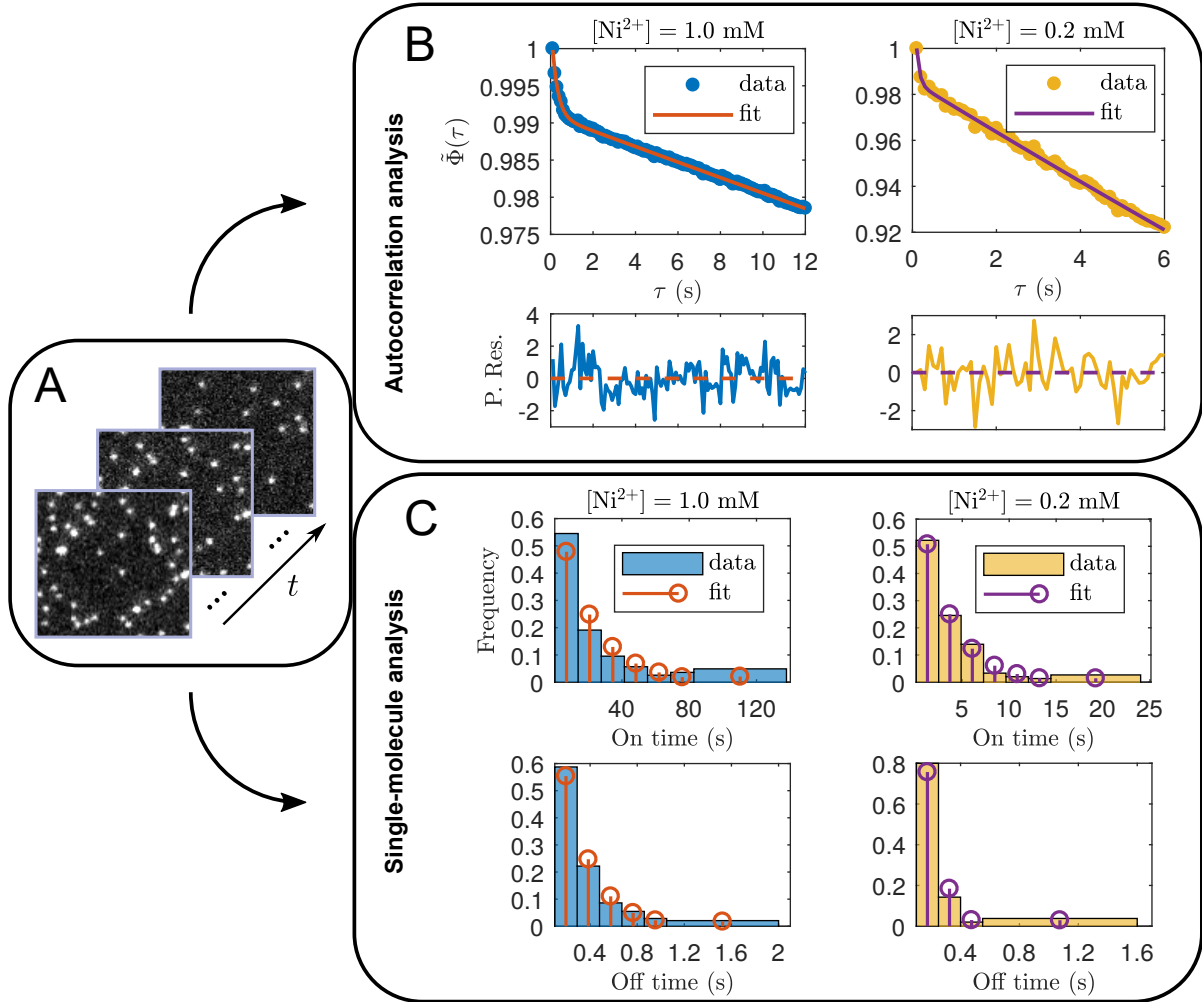 A
t
B
Autocorrelation analysis
[Ni²⁺] = 1.0 mM
1
0.995
0.99
0.985
0.98
0.975
Φ̃(τ)
data
fit
0 2 4 6 8 10 12
τ (s)
4
2
0
-2
P. Res.
[Ni²⁺] = 0.2 mM
1
0.98
0.96
0.94
0.92
data
fit
0 2 4 6
τ (s)
2
0
-2
C
Single-molecule analysis
[Ni²⁺] = 1.0 mM
0.6
0.5
0.4
0.3
0.2
0.1
0
Frequency
data
fit
40 80 120
On time (s)
[Ni²⁺] = 0.2 mM
0.6
0.5
0.4
0.3
0.2
0.1
0
data
fit
5 10 15 20 25
On time (s)
0.6
0.5
0.4
0.3
0.2
0.1
0
0.4 0.8 1.2 1.6 2
Off time (s)
0.8
0.6
0.4
0.2
0
0.4 0.8 1.2 1.6
Off time (s)